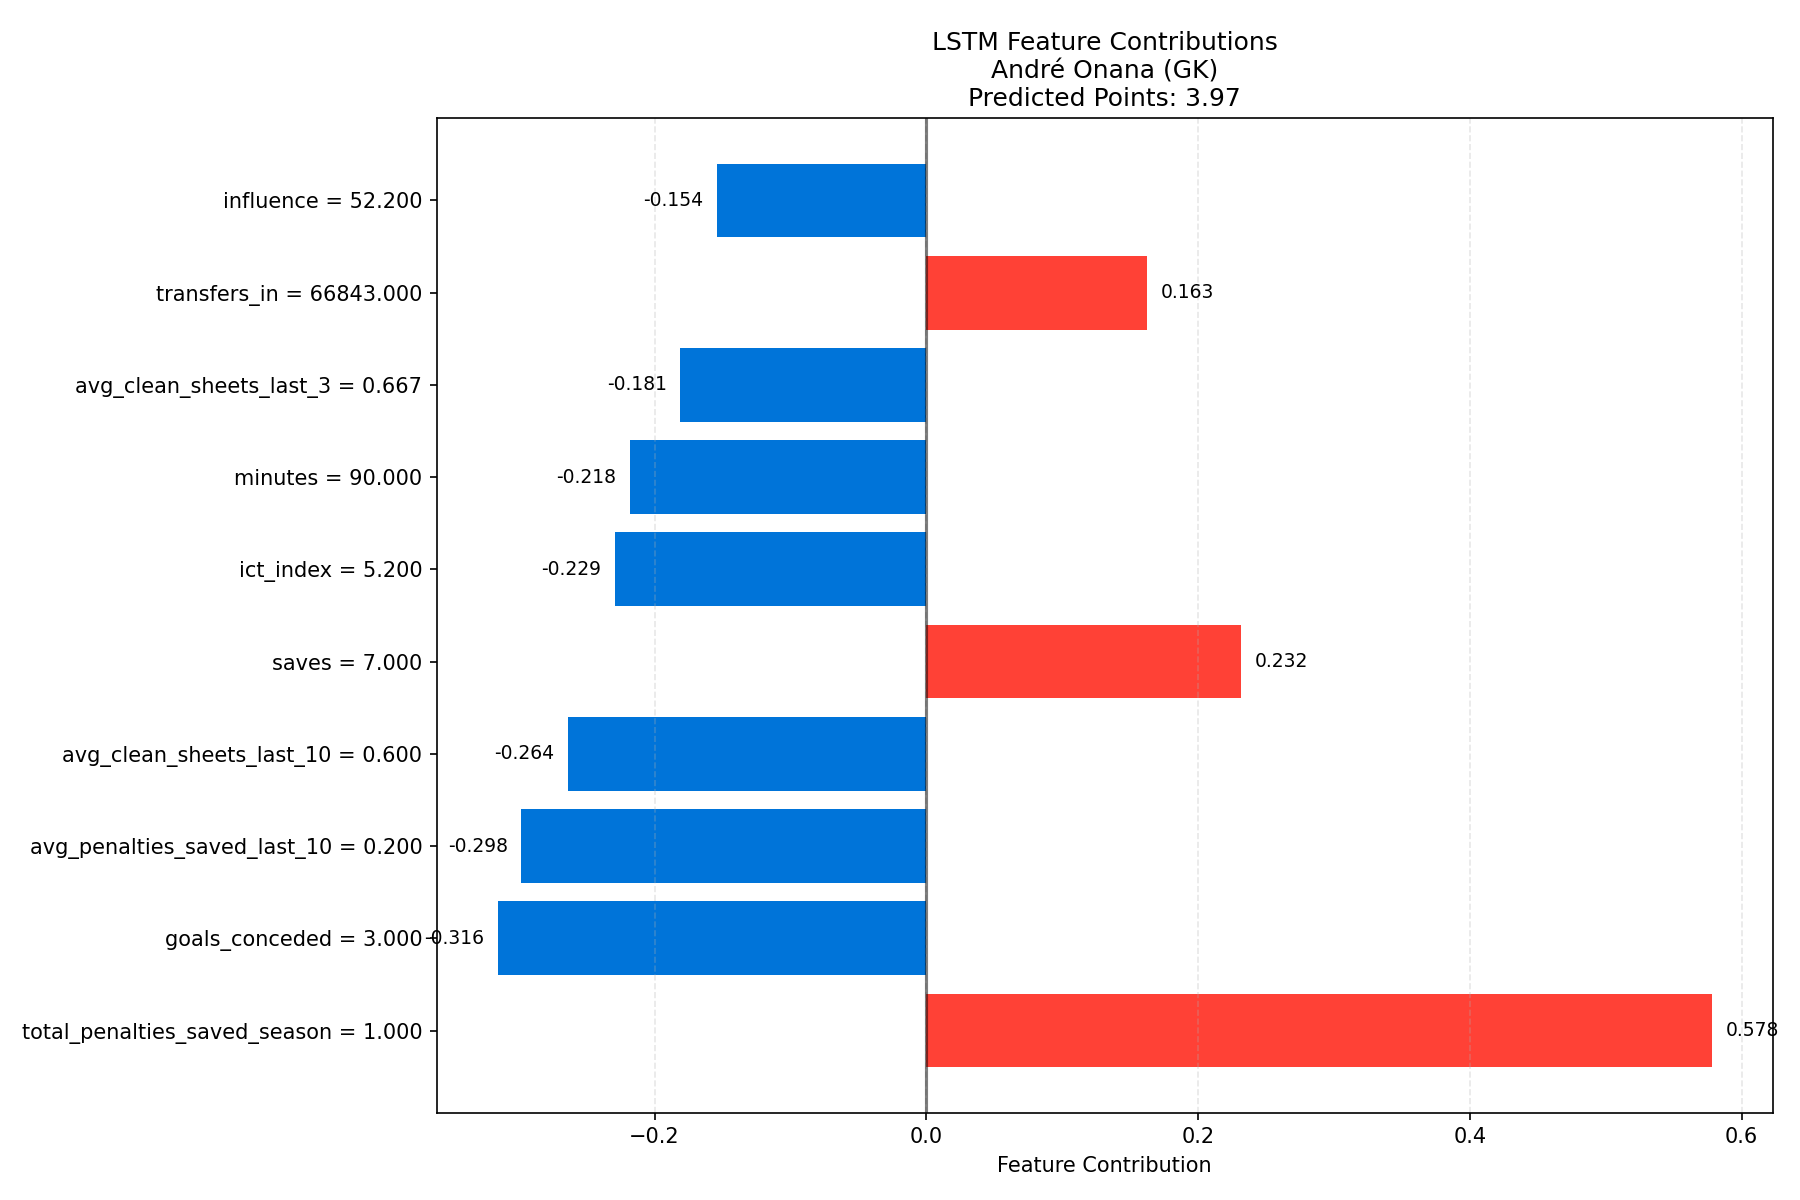 LSTM Feature Contributions
André Onana (GK)
Predicted Points: 3.97
influence = 52.200
-0.154
transfers_in = 66843.000
0.163
avg_clean_sheets_last_3 = 0.667
-0.181
minutes = 90.000
-0.218
ict_index = 5.200
-0.229
saves = 7.000
0.232
avg_clean_sheets_last_10 = 0.600
-0.264
avg_penalties_saved_last_10 = 0.200
-0.298
goals_conceded = 3.000
-0.316
total_penalties_saved_season = 1.000
0.578
−0.2 0.0 0.2 0.4 0.6
Feature Contribution